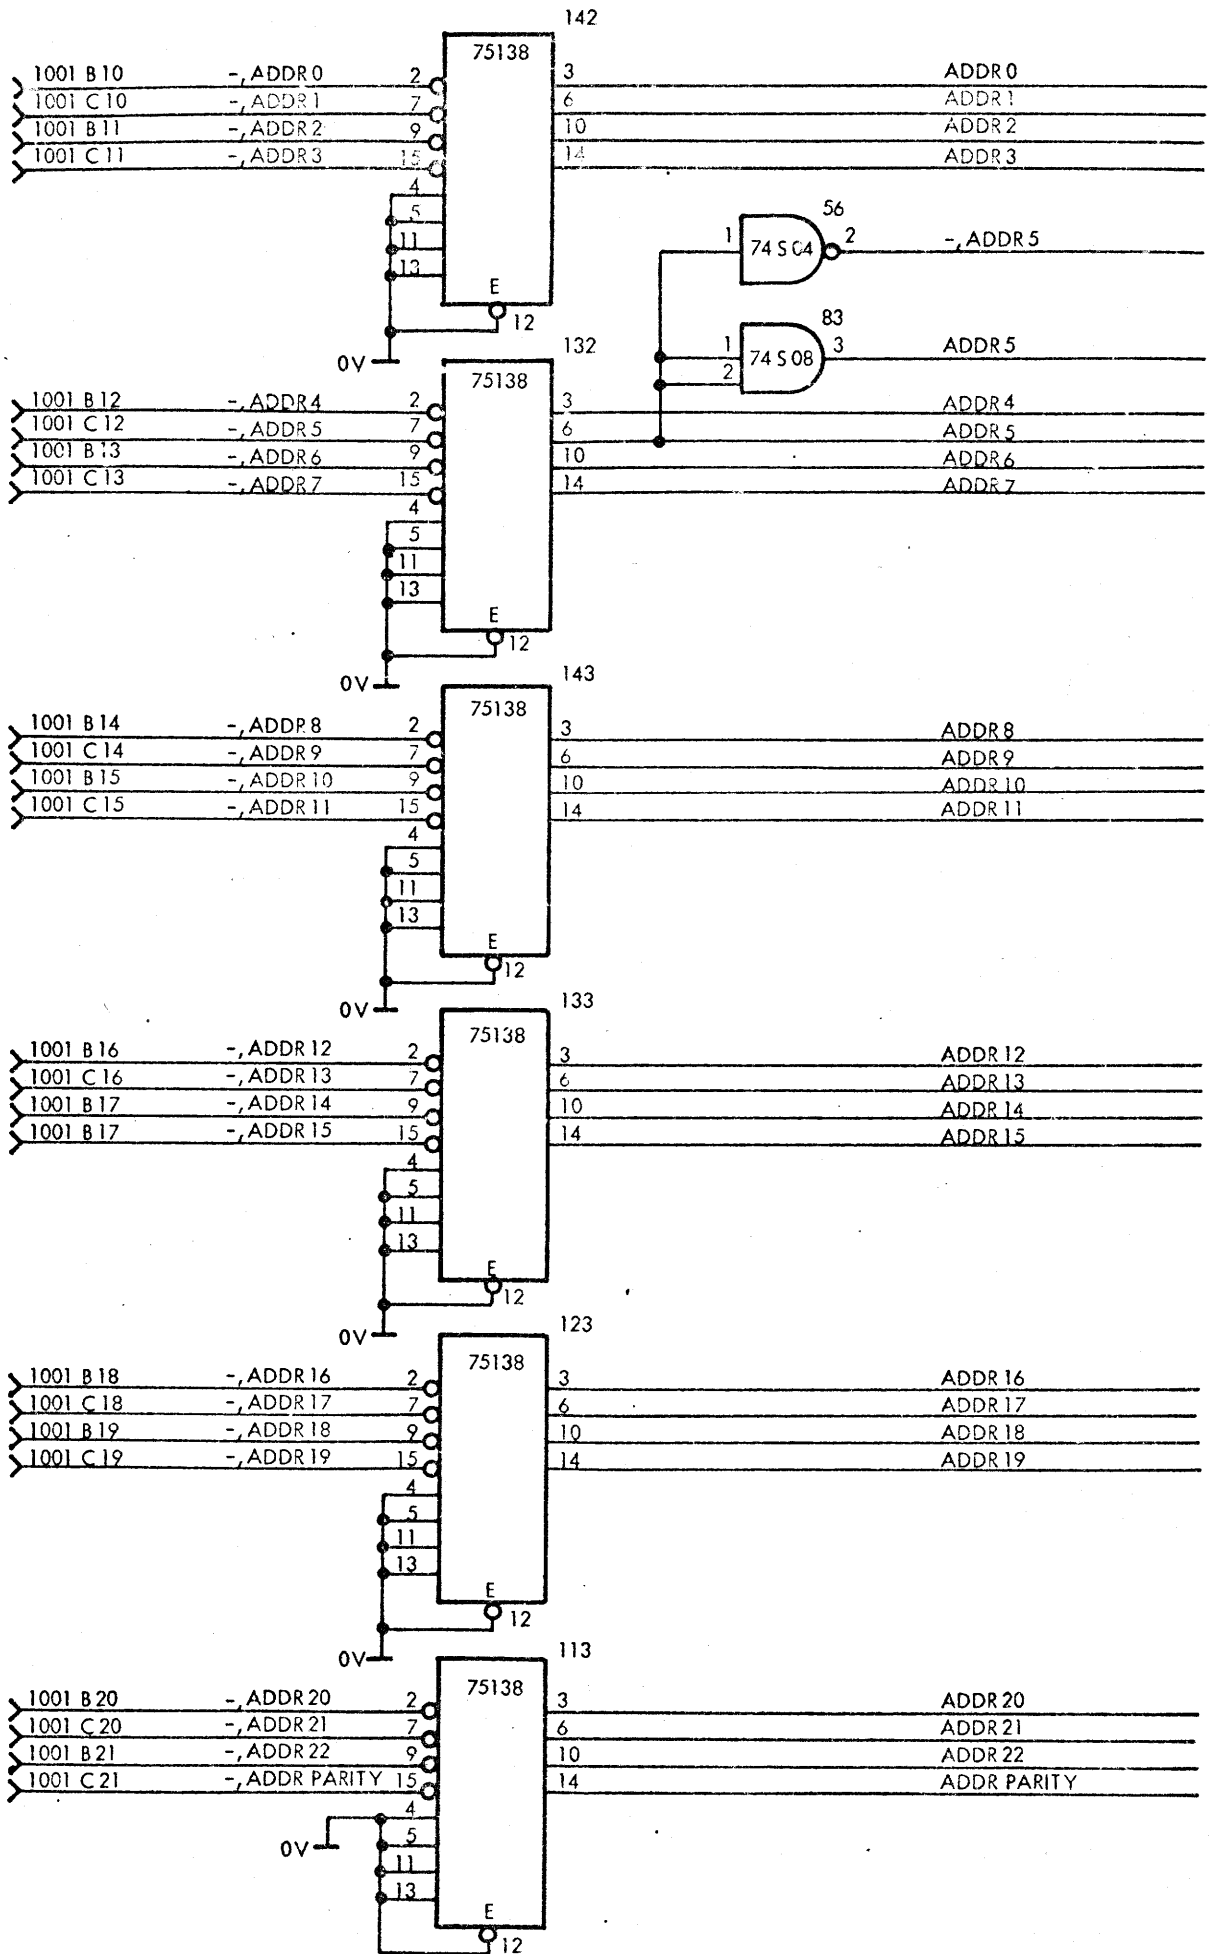 142
75138
1001 B10 -, ADDR 0 2 3 ADDR 0
1001 C10 -, ADDR 1 7 6 ADDR 1
1001 B11 -, ADDR 2 9 10 ADDR 2
1001 C11 -, ADDR 3 15 14 ADDR 3
4
5
11
13
E
12
0V
56
1 74 S 04 2 -, ADDR 5
83
1 74 S 08 3 ADDR 5
2
132
75138
1001 B12 -, ADDR 4 2 3 ADDR 4
1001 C12 -, ADDR 5 7 6 ADDR 5
1001 B13 -, ADDR 6 9 10 ADDR 6
1001 C13 -, ADDR 7 15 14 ADDR 7
4
5
11
13
E
12
0V
143
75138
1001 B14 -, ADDR 8 2 3 ADDR 8
1001 C14 -, ADDR 9 7 6 ADDR 9
1001 B15 -, ADDR 10 9 10 ADDR 10
1001 C15 -, ADDR 11 15 14 ADDR 11
4
5
11
13
E
12
0V
133
75138
1001 B16 -, ADDR 12 2 3 ADDR 12
1001 C16 -, ADDR 13 7 6 ADDR 13
1001 B17 -, ADDR 14 9 10 ADDR 14
1001 B17 -, ADDR 15 15 14 ADDR 15
4
5
11
13
E
12
0V
123
75138
1001 B18 -, ADDR 16 2 3 ADDR 16
1001 C18 -, ADDR 17 7 6 ADDR 17
1001 B19 -, ADDR 18 9 10 ADDR 18
1001 C19 -, ADDR 19 15 14 ADDR 19
4
5
11
13
E
12
0V
113
75138
1001 B20 -, ADDR 20 2 3 ADDR 20
1001 C20 -, ADDR 21 7 6 ADDR 21
1001 B21 -, ADDR 22 9 10 ADDR 22
1001 C21 -, ADDR PARITY 15 14 ADDR PARITY
4
0V 5
11
13
E
12